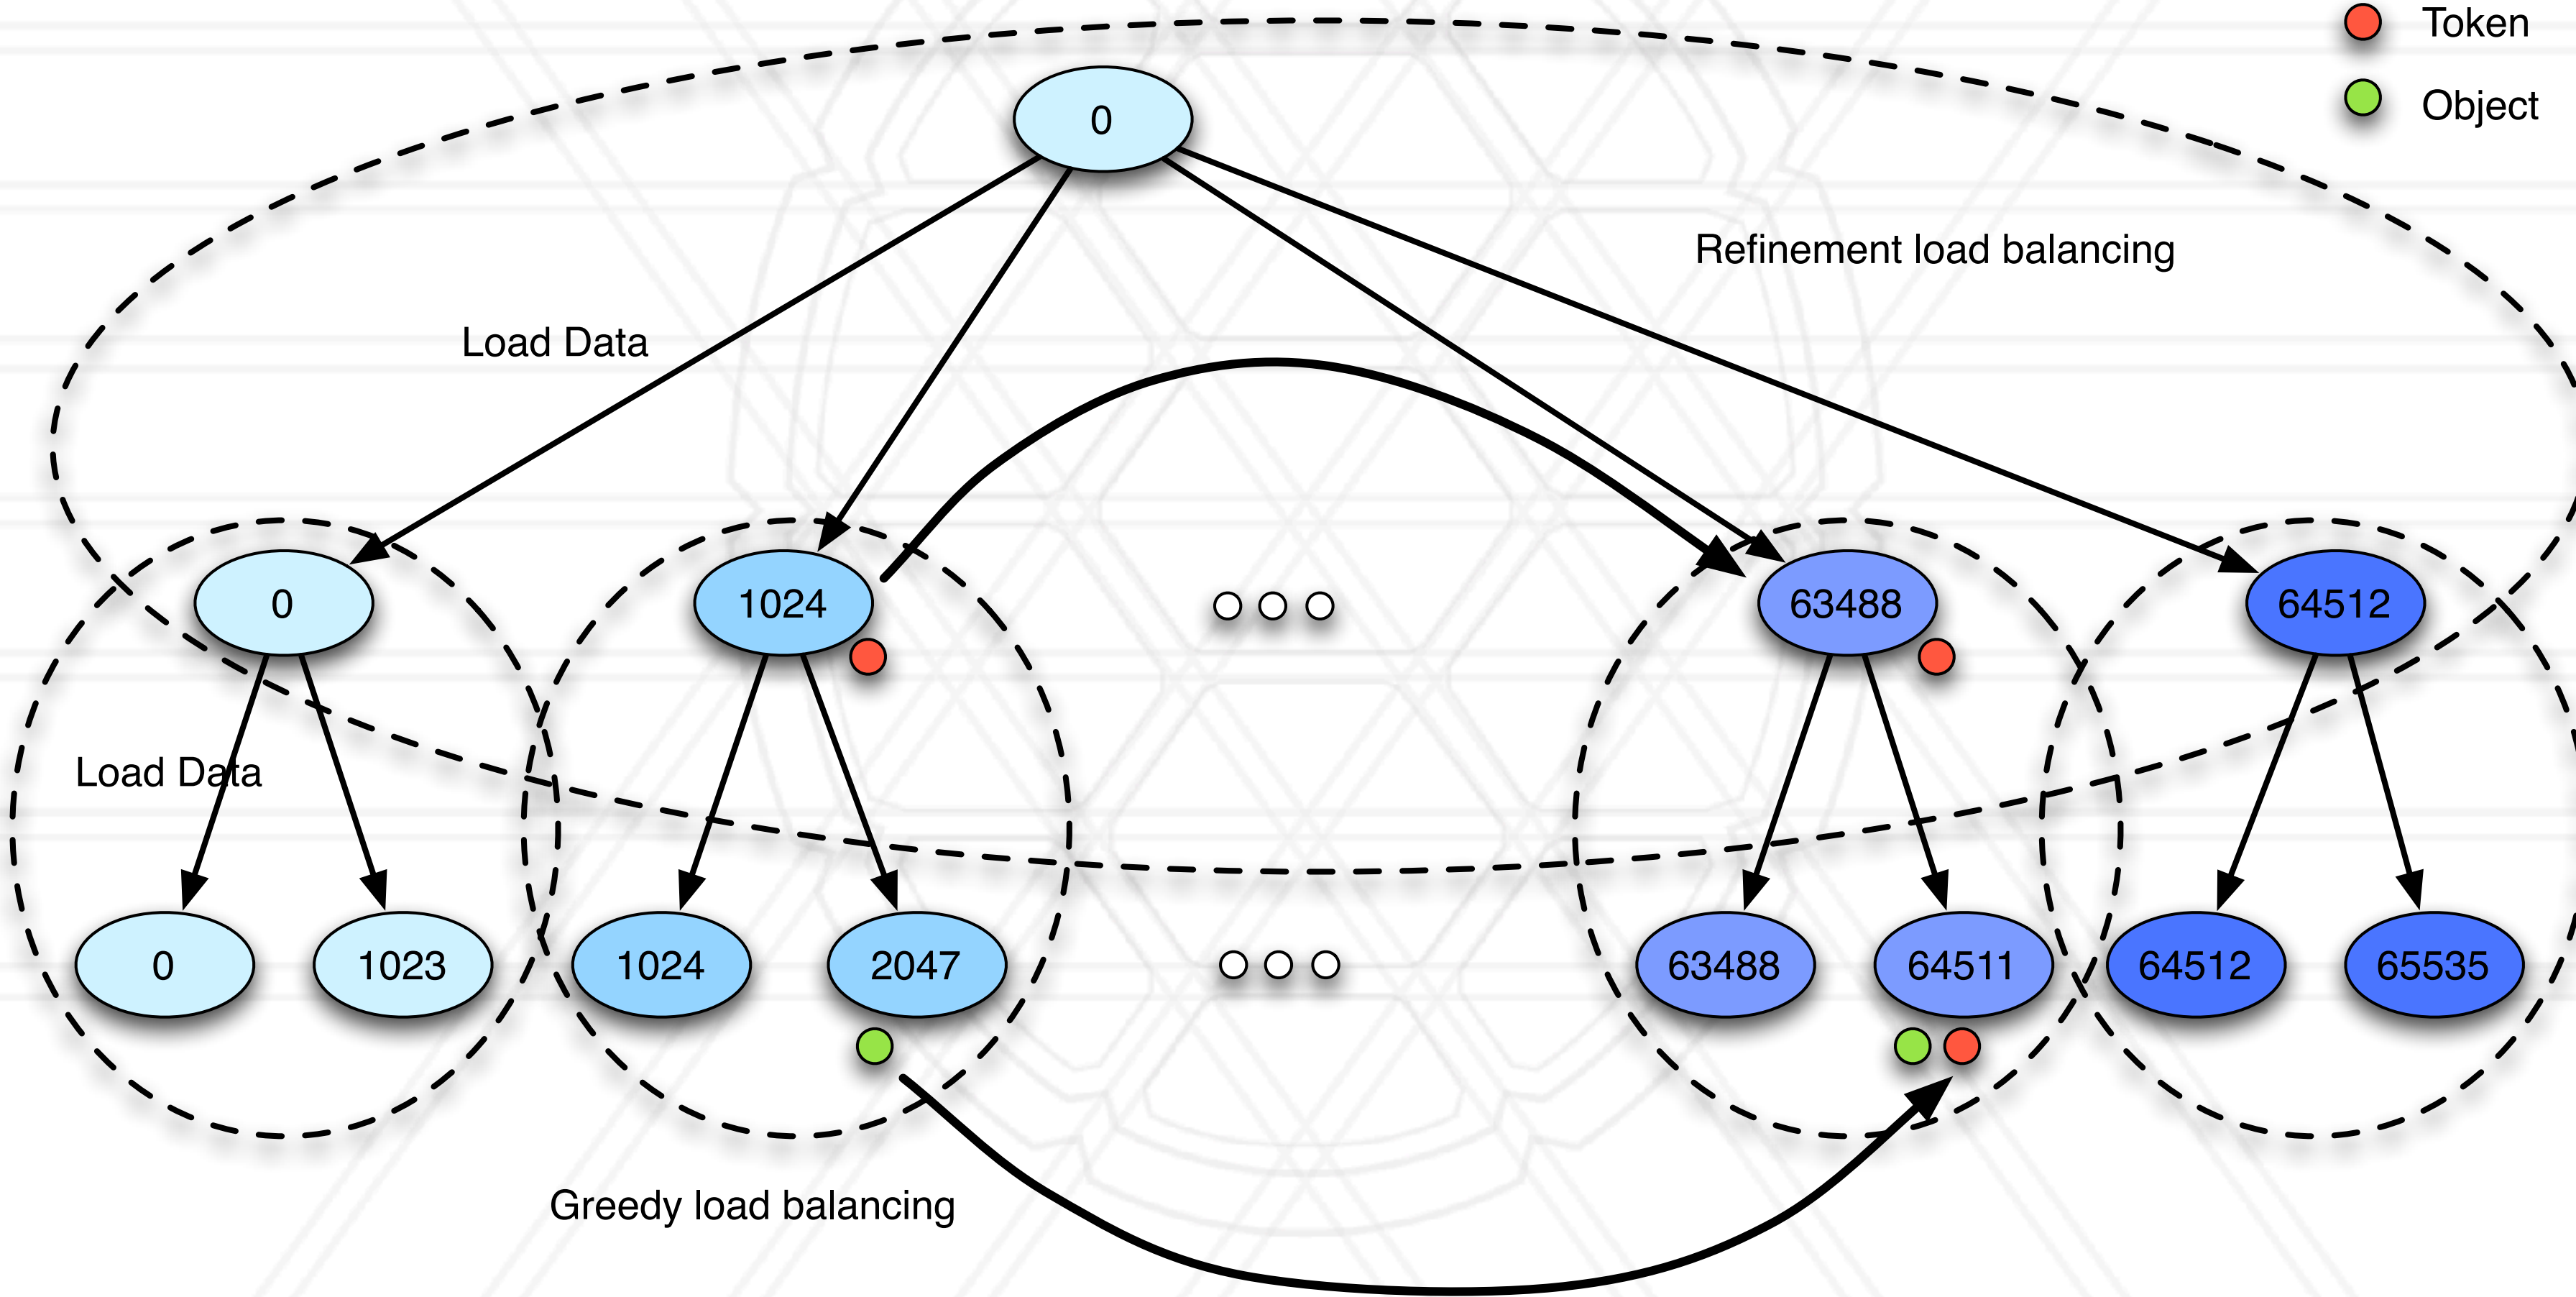 Token
Object
0
Refinement load balancing
Load Data
0
1024
63488
64512
Load Data
0
1023
1024
2047
63488
64511
64512
65535
Greedy load balancing